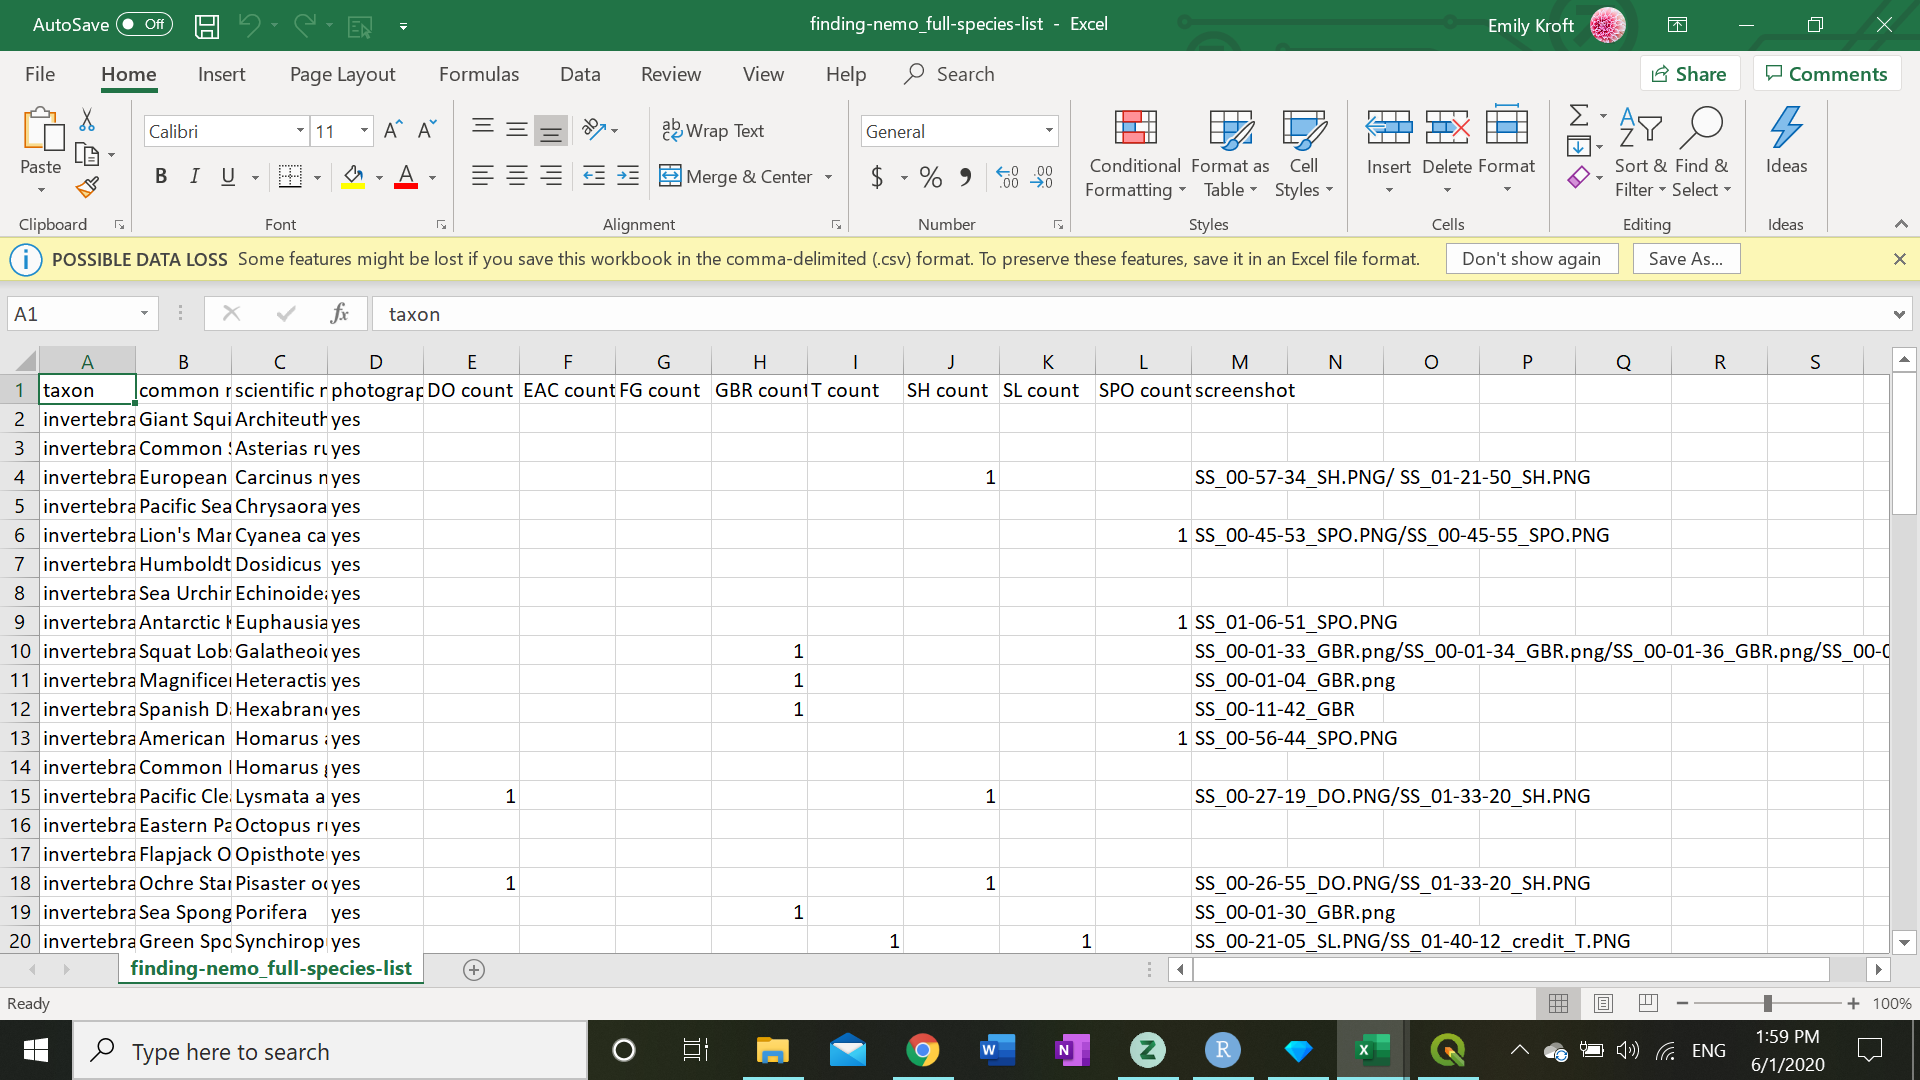 AutoSave Off finding-nemo_full-species-list - Excel Emily Kroft
File Home Insert Page Layout Formulas Data Review View Help Search Share Comments
Paste
Clipboard
Calibri 11
B I U
Font
ab Wrap Text
Merge & Center
Alignment
General
$ % ,
Number
Conditional Formatting
Format as Table
Cell Styles
Styles
Insert Delete Format
Cells
Sort & Filter
Find & Select
Editing
Ideas
Ideas
POSSIBLE DATA LOSS Some features might be lost if you save this workbook in the comma-delimited (.csv) format. To preserve these features, save it in an Excel file format. Don't show again Save As...
A1 fx taxon
A B C D E F G H I J K L M N O P Q R S
1 taxon common n scientific n photograp DO count EAC count FG count GBR count T count SH count SL count SPO count screenshot
2 invertebra Giant Squi Architeuth yes
3 invertebra Common S Asterias ru yes
4 invertebra European Carcinus m yes 1 SS_00-57-34_SH.PNG/ SS_01-21-50_SH.PNG
5 invertebra Pacific Sea Chrysaora yes
6 invertebra Lion's Mar Cyanea ca yes 1 SS_00-45-53_SPO.PNG/SS_00-45-55_SPO.PNG
7 invertebra Humboldt Dosidicus yes
8 invertebra Sea Urchin Echinoidea yes
9 invertebra Antarctic K Euphausia yes 1 SS_01-06-51_SPO.PNG
10 invertebra Squat Lobs Galatheoid yes 1 SS_00-01-33_GBR.png/SS_00-01-34_GBR.png/SS_00-01-36_GBR.png/SS_00-0
11 invertebra Magnificen Heteractis yes 1 SS_00-01-04_GBR.png
12 invertebra Spanish Da Hexabranc yes 1 SS_00-11-42_GBR
13 invertebra American Homarus a yes 1 SS_00-56-44_SPO.PNG
14 invertebra Common l Homarus g yes
15 invertebra Pacific Clea Lysmata a yes 1 1 SS_00-27-19_DO.PNG/SS_01-33-20_SH.PNG
16 invertebra Eastern Pa Octopus ru yes
17 invertebra Flapjack O Opisthoteu yes
18 invertebra Ochre Star Pisaster oc yes 1 1 SS_00-26-55_DO.PNG/SS_01-33-20_SH.PNG
19 invertebra Sea Spong Porifera yes 1 SS_00-01-30_GBR.png
20 invertebra Green Spo Synchirop yes 1 1 SS_00-21-05_SL.PNG/SS_01-40-12_credit_T.PNG
finding-nemo_full-species-list
Ready 100%
Type here to search ENG 1:59 PM
6/1/2020